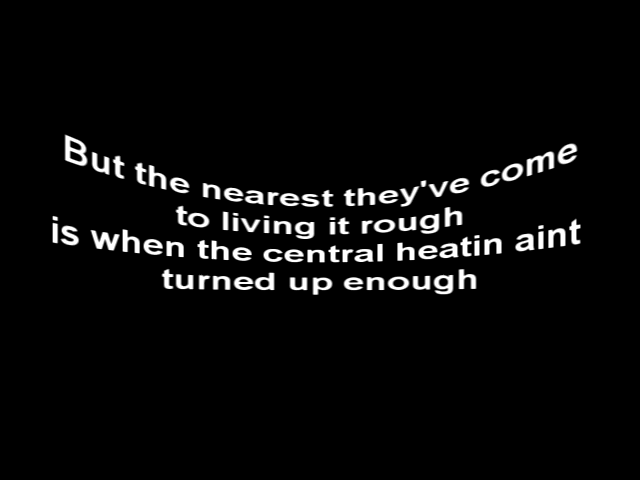 But the nearest they've come
to living it rough
is when the central heatin aint
turned up enough